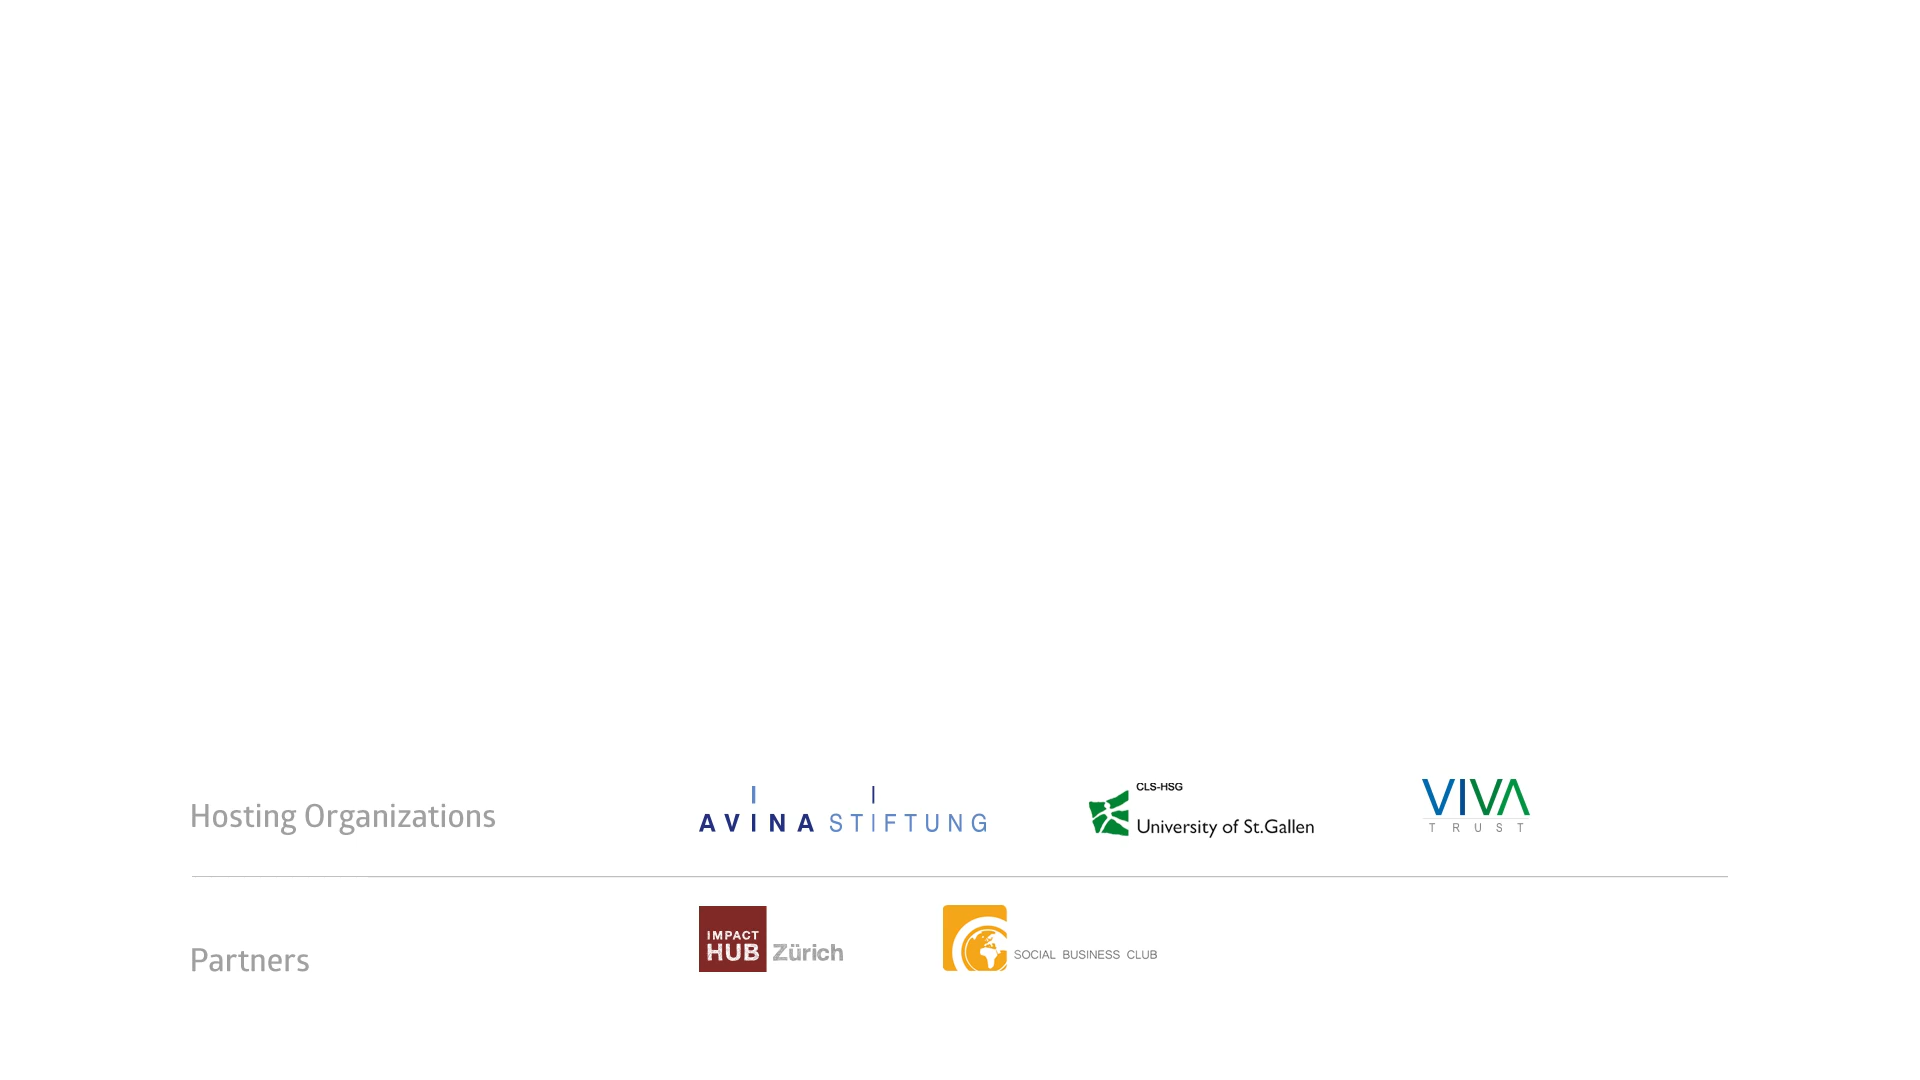 Hosting Organizations
AVINA STIFTUNG
CLS-HSG
University of St.Gallen
VIVA
TRUST
Partners
IMPACT
HUB Zürich
SOCIAL BUSINESS CLUB